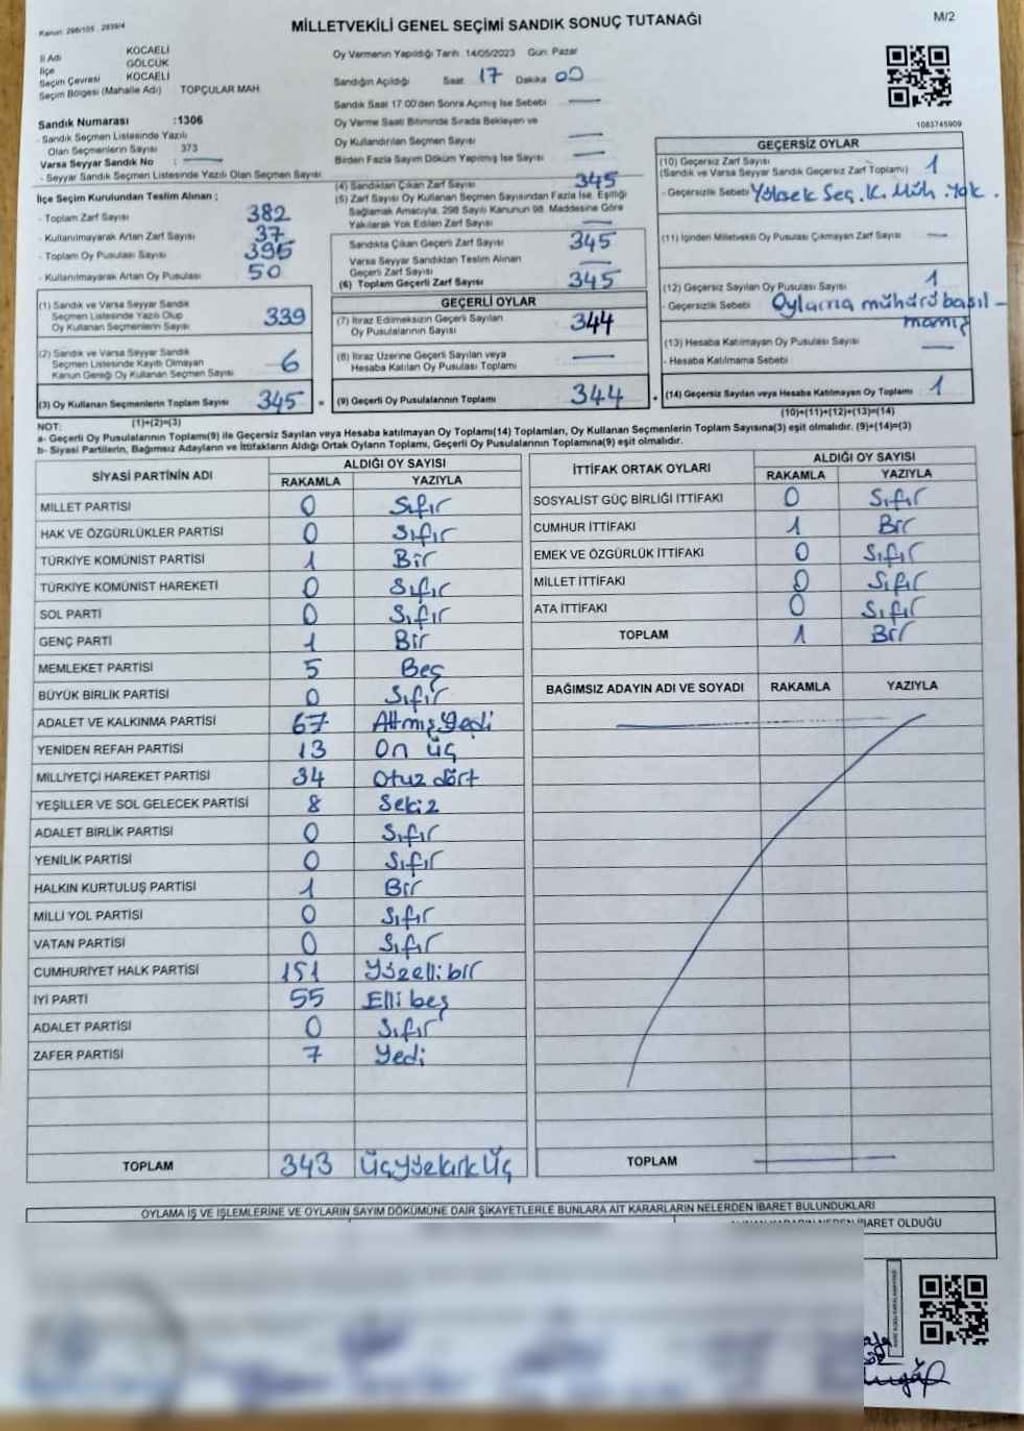 Kanun: 298/105 . 2839/4
MİLLETVEKİLİ GENEL SEÇİMİ SANDIK SONUÇ TUTANAĞI
M/2
İl Adı KOCAELİ
İlçe GÖLCÜK
Seçim Çevresi KOCAELİ
Seçim Bölgesi (Mahalle Adı) TOPÇULAR MAH.
Sandık Numarası :1306
- Sandık Seçmen Listesinde Yazılı
Olan Seçmenlerin Sayısı 373
Varsa Seyyar Sandık No :
- Seyyar Sandık Seçmen Listesinde Yazılı Olan Seçmen Sayısı
Oy Vermenin Yapıldığı Tarih 14/05/2023 Gün: Pazar
Sandığın Açıldığı Saat 17 Dakika 00
Sandık Saat 17.00'den Sonra Açmış İse Sebebi
Oy Verme Saati Bitiminde Sırada Bekleyen ve
Oy Kullandırılan Seçmen Sayısı
Birden Fazla Sayım Döküm Yapılmış İse Sayısı
1083745909
İlçe Seçim Kurulundan Teslim Alınan ;
- Toplam Zarf Sayısı 382
- Kullanılmayarak Artan Zarf Sayısı 37
- Toplam Oy Pusulası Sayısı 395
- Kullanılmayarak Artan Oy Pusulası 50
(1) Sandık ve Varsa Seyyar Sandık
Seçmen Listesinde Yazılı Olup
Oy Kullanan Seçmenlerin Sayısı 339
(2) Sandık ve Varsa Seyyar Sandık
Seçmen Listesinde Kayıtlı Olmayan
Kanun Gereği Oy Kullanan Seçmen Sayısı 6
(3) Oy Kullanan Seçmenlerin Toplam Sayısı 345
(1)+(2)=(3)
(4) Sandıktan Çıkan Zarf Sayısı 345
(5) Zarf Sayısı Oy Kullanan Seçmen Sayısından Fazla İse, Eşitliği
Sağlamak Amacıyla, 298 Sayılı Kanunun 98. Maddesine Göre
Yakılarak Yok Edilen Zarf Sayısı
Sandıkta Çıkan Geçerli Zarf Sayısı 345
Varsa Seyyar Sandıktan Teslim Alınan
Geçerli Zarf Sayısı
(6) Toplam Geçerli Zarf Sayısı 345
GEÇERLİ OYLAR
(7) İtiraz Edilmeksizin Geçerli Sayılan
Oy Pusulalarının Sayısı 344
(8) İtiraz Üzerine Geçerli Sayılan veya
Hesaba Katılan Oy Pusulası Toplamı
(9) Geçerli Oy Pusulalarının Toplamı 344
GEÇERSİZ OYLAR
(10) Geçersiz Zarf Sayısı 1
(Sandık ve Varsa Seyyar Sandık Geçersiz Zarf Toplamı)
- Geçersizlik Sebebi Yüksek Seç. K. Müh. Yok.
(11) İçinden Milletvekili Oy Pusulası Çıkmayan Zarf Sayısı
(12) Geçersiz Sayılan Oy Pusulası Sayısı 1
- Geçersizlik Sebebi Oylama mühürü basıl-
mamış
(13) Hesaba Katılmayan Oy Pusulası Sayısı
- Hesaba Katılmama Sebebi
(14) Geçersiz Sayılan veya Hesaba Katılmayan Oy Toplamı 1
(10)+(11)+(12)+(13)=(14)
NOT:
a- Geçerli Oy Pusulalarının Toplamı(9) ile Geçersiz Sayılan veya Hesaba katılmayan Oy Toplamı(14) Toplamları, Oy Kullanan Seçmenlerin Toplam Sayısına(3) eşit olmalıdır. (9)+(14)=(3)
b- Siyasi Partilerin, Bağımsız Adayların ve İttifakların Aldığı Ortak Oyların Toplamı, Geçerli Oy Pusulalarının Toplamına(9) eşit olmalıdır.
SİYASİ PARTİNİN ADI ALDIĞI OY SAYISI
RAKAMLA YAZIYLA
MİLLET PARTİSİ 0 Sıfır
HAK VE ÖZGÜRLÜKLER PARTİSİ 0 Sıfır
TÜRKİYE KOMÜNİST PARTİSİ 1 Bir
TÜRKİYE KOMÜNİST HAREKETİ 0 Sıfır
SOL PARTİ 0 Sıfır
GENÇ PARTİ 1 Bir
MEMLEKET PARTİSİ 5 Beş
BÜYÜK BİRLİK PARTİSİ 0 Sıfır
ADALET VE KALKINMA PARTİSİ 67 Altmış Yedi
YENİDEN REFAH PARTİSİ 13 On üç
MİLLİYETÇİ HAREKET PARTİSİ 34 Otuz dört
YEŞİLLER VE SOL GELECEK PARTİSİ 8 Sekiz
ADALET BİRLİK PARTİSİ 0 Sıfır
YENİLİK PARTİSİ 0 Sıfır
HALKIN KURTULUŞ PARTİSİ 1 Bir
MİLLİ YOL PARTİSİ 0 Sıfır
VATAN PARTİSİ 0 Sıfır
CUMHURİYET HALK PARTİSİ 151 Yüzelli bir
İYİ PARTİ 55 Elli beş
ADALET PARTİSİ 0 Sıfır
ZAFER PARTİSİ 7 Yedi
TOPLAM 343 ÜçyüzkırkÜç
İTTİFAK ORTAK OYLARI ALDIĞI OY SAYISI
RAKAMLA YAZIYLA
SOSYALİST GÜÇ BİRLİĞİ İTTİFAKI 0 Sıfır
CUMHUR İTTİFAKI 1 Bir
EMEK VE ÖZGÜRLÜK İTTİFAKI 0 Sıfır
MİLLET İTTİFAKI 0 Sıfır
ATA İTTİFAKI 0 Sıfır
TOPLAM 1 Bir
BAĞIMSIZ ADAYIN ADI VE SOYADI RAKAMLA YAZIYLA
TOPLAM
OYLAMA İŞ VE İŞLEMLERİNE VE OYLARIN SAYIM DÖKÜMÜNE DAİR ŞİKAYETLERLE BUNLARA AİT KARARLARIN NELERDEN İBARET BULUNDUKLARI
OLDUĞU